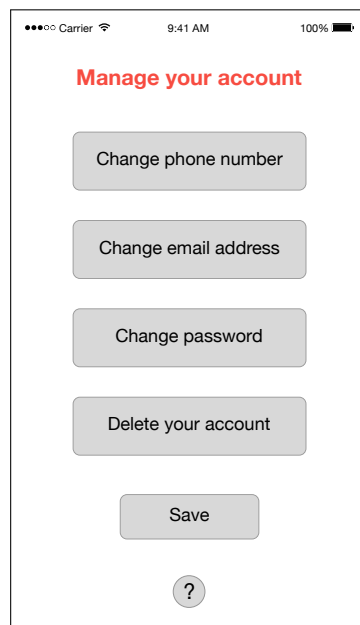 Carrier 9:41 AM 100%
Manage your account
Change phone number
Change email address
Change password
Delete your account
Save
?